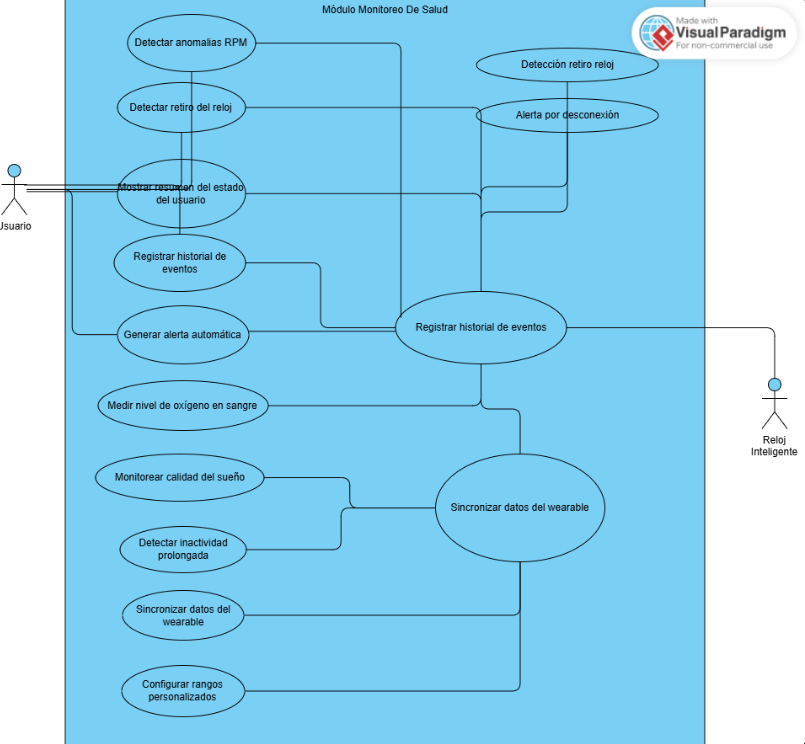 Módulo Monitoreo De Salud
Made with
VisualParadigm
For non-commercial use
Detectar anomalias RPM
Detección retiro reloj
Detectar retiro del reloj
Alerta por desconexión
Mostrar resumen del estado
del usuario
Usuario
Registrar historial de
eventos
Generar alerta automática
Registrar historial de eventos
Medir nivel de oxígeno en sangre
Reloj
Inteligente
Monitorear calidad del sueño
Sincronizar datos del wearable
Detectar inactividad
prolongada
Sincronizar datos del
wearable
Configurar rangos
personalizados